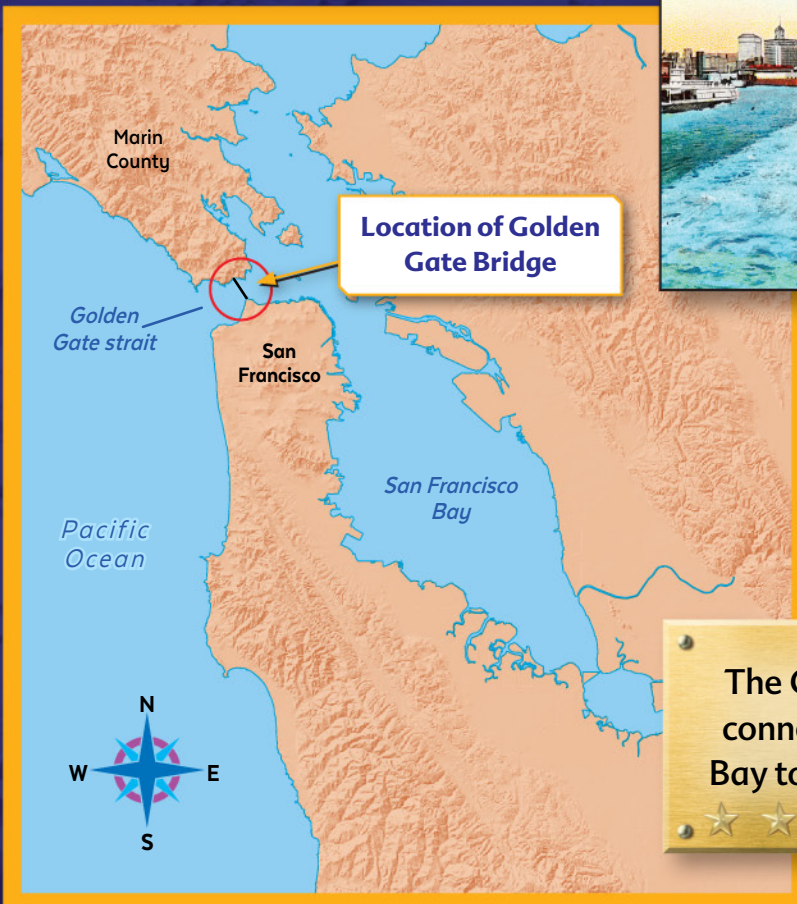 Marin
County
Location of Golden
Gate Bridge
Golden
Gate strait
San
Francisco
San Francisco
Bay
Pacific
Ocean
N
W
E
S
The
conn
Bay to